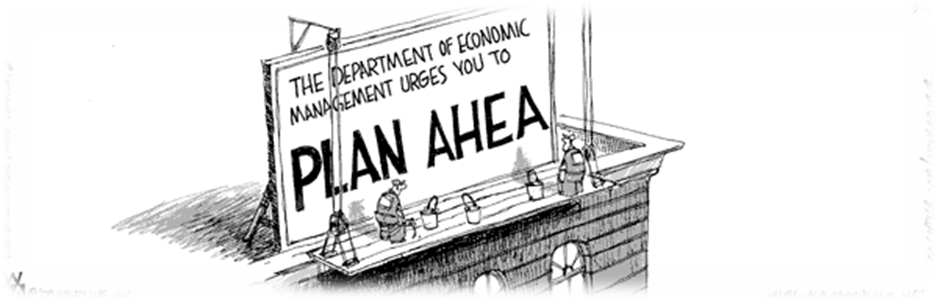 THE DEPARTMENT OF ECONOMIC
MANAGEMENT URGES YOU TO
PLAN AHEA